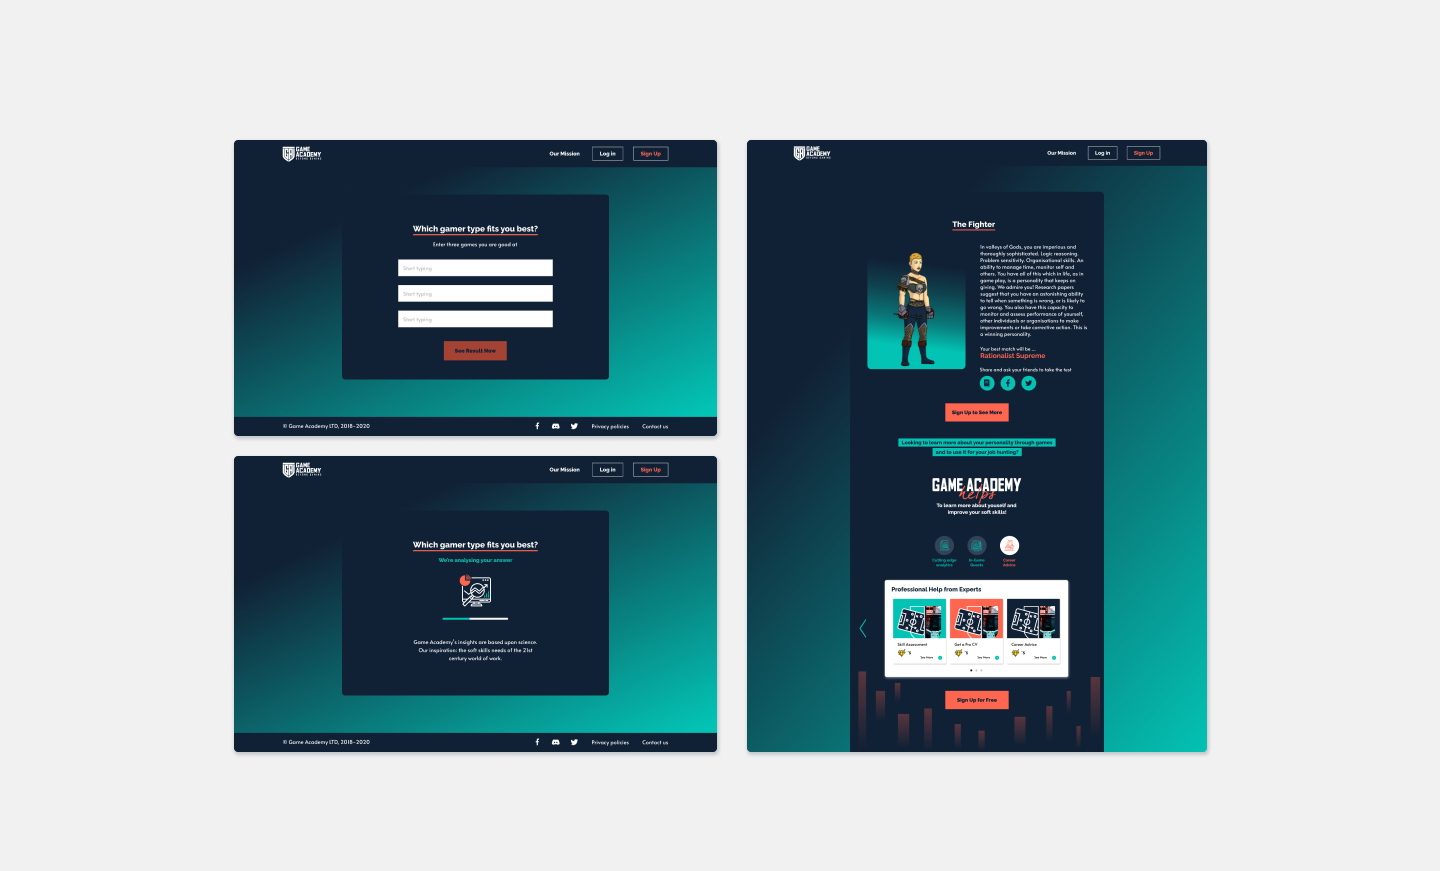 GAME
ACADEMY
BEYOND GAMING
Our Mission
Log in
Sign Up
Which gamer type fits you best?
Enter three games you are good at
Start typing
Start typing
Start typing
See Result Now
© Game Academy LTD, 2018-2020
Privacy policies
Contact us
GAME
ACADEMY
BEYOND GAMING
Our Mission
Log in
Sign Up
Which gamer type fits you best?
We're analysing your answer
Game Academy's insights are based upon science.
Our inspiration: the soft skills needs of the 21st
century world of work.
© Game Academy LTD, 2018-2020
Privacy policies
Contact us
GAME
ACADEMY
BEYOND GAMING
Our Mission
Log in
Sign Up
The Fighter
In valleys of Gods, you are imperious and
thoroughly sophisticated. Logic reasoning.
Problem sensitivity. Organisational skills. An
ability to manage time, monitor self and
others. You have all of this which in life, as in
game play, is a personality that keeps on
giving. We admire you! Research papers
suggest that you have an astonishing ability
to tell when something is wrong, or is likely to
go wrong. You also have this capacity to
monitor and assess performance of yourself,
other individuals or organisations to make
improvements or take corrective action. This is
a winning personality.
Your best match will be ...
Rationalist Supreme
Share and ask your friends to take the test
Sign Up to See More
Looking to learn more about your personality through games
and to use it for your job hunting?
GAME ACADEMY
helps
To learn more about youself and
improve your soft skills!
Cutting edge
analytics
In-Game
Quests
Career
Advice
Professional Help from Experts
Skill Assessment
See More
Get a Pro CV
See More
Career Advice
See More
Sign Up for Free